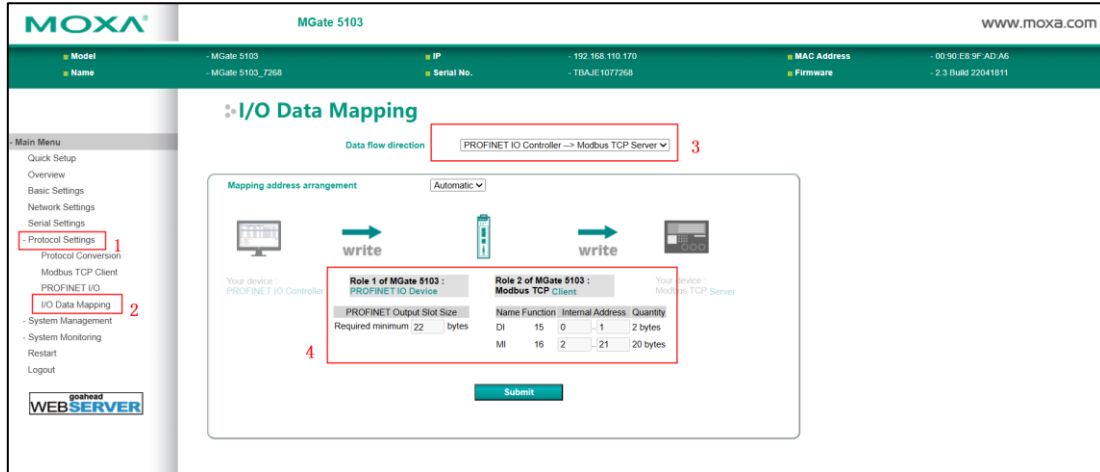 MOXA
MGate 5103
www.moxa.com
Model - MGate 5103 IP - 192.168.110.170 MAC Address - 00:90:E8:9F:AD:A6
Name - MGate 5103_7268 Serial No. - TBAJE1077268 Firmware - 2.3 Build 22041811
- Main Menu
Quick Setup
Overview
Basic Settings
Network Settings
Serial Settings
- Protocol Settings 1
Protocol Conversion
Modbus TCP Client
PROFINET I/O
I/O Data Mapping 2
- System Management
- System Monitoring
Restart
Logout
goahead
WEBSERVER
I/O Data Mapping
Data flow direction PROFINET IO Controller --> Modbus TCP Server 3
Mapping address arrangement Automatic
write write
Your device :
PROFINET IO Controller
Role 1 of MGate 5103 :
PROFINET IO Device
Role 2 of MGate 5103 :
Modbus TCP Client
Your device :
Modbus TCP Server
PROFINET Output Slot Size
Required minimum 22 bytes
Name Function Internal Address Quantity
DI 15 0 .. 1 2 bytes
MI 16 2 .. 21 20 bytes
4
Submit